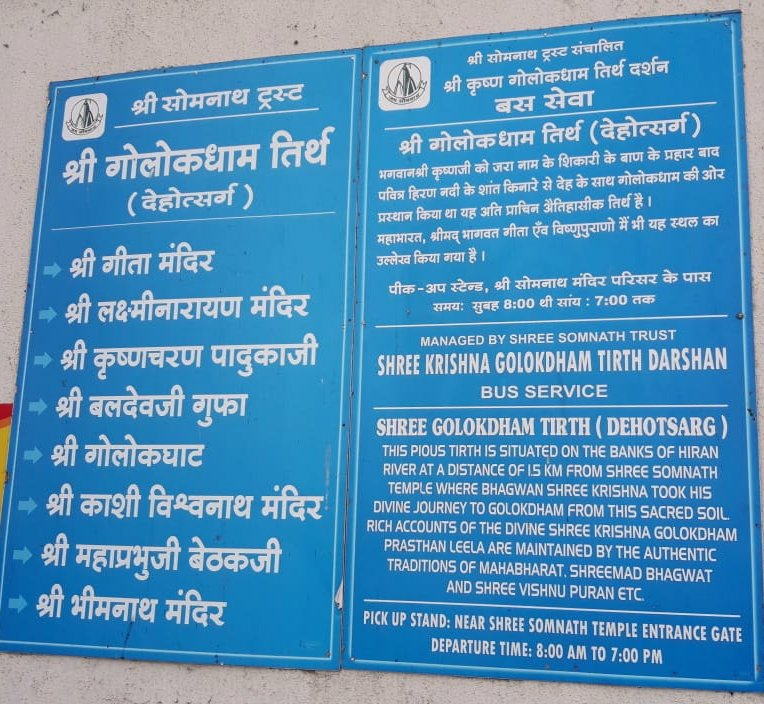 श्री सोमनाथ ट्रस्ट
श्री गोलोकधाम तिर्थ
( देहोत्सर्ग )
श्री गीता मंदिर
श्री लक्ष्मीनारायण मंदिर
श्री कृष्णचरण पादुकाजी
श्री बलदेवजी गुफा
श्री गोलोकघाट
श्री काशी विश्वनाथ मंदिर
श्री महाप्रभुजी बेठकजी
श्री भीमनाथ मंदिर
श्री सोमनाथ ट्रस्ट संचालित
श्री कृष्ण गोलोकधाम तिर्थ दर्शन
बस सेवा
श्री गोलोकधाम तिर्थ (देहोत्सर्ग)
भगवानश्री कृष्णजी को जरा नाम के शिकारी के बाण के प्रहार बाद
पवित्र हिरण नदी के शांत किनारे से देह के साथ गोलोकधाम की ओर
प्रस्थान किया था यह अति प्राचिन अैतिहासीक तिर्थ है ।
महाभारत, श्रीमद् भागवत गीता एँव विष्णुपुराणो में भी यह स्थल का
उल्लेख किया गया है ।
पीक -अप स्टेन्ड, श्री सोमनाथ मंदिर परिसर के पास
समय: सुबह 8:00 थी सांय : 7:00 तक
MANAGED BY SHREE SOMNATH TRUST
SHREE KRISHNA GOLOKDHAM TIRTH DARSHAN
BUS SERVICE
SHREE GOLOKDHAM TIRTH ( DEHOTSARG )
THIS PIOUS TIRTH IS SITUATED ON THE BANKS OF HIRAN
RIVER AT A DISTANCE OF 1.5 KM FROM SHREE SOMNATH
TEMPLE WHERE BHAGWAN SHREE KRISHNA TOOK HIS
DIVINE JOURNEY TO GOLOKDHAM FROM THIS SACRED SOIL.
RICH ACCOUNTS OF THE DIVINE SHREE KRISHNA GOLOKDHAM
PRASTHAN LEELA ARE MAINTAINED BY THE AUTHENTIC
TRADITIONS OF MAHABHARAT, SHREEMAD BHAGWAT
AND SHREE VISHNU PURAN ETC.
PICK UP STAND: NEAR SHREE SOMNATH TEMPLE ENTRANCE GATE
DEPARTURE TIME: 8:00 AM TO 7:00 PM